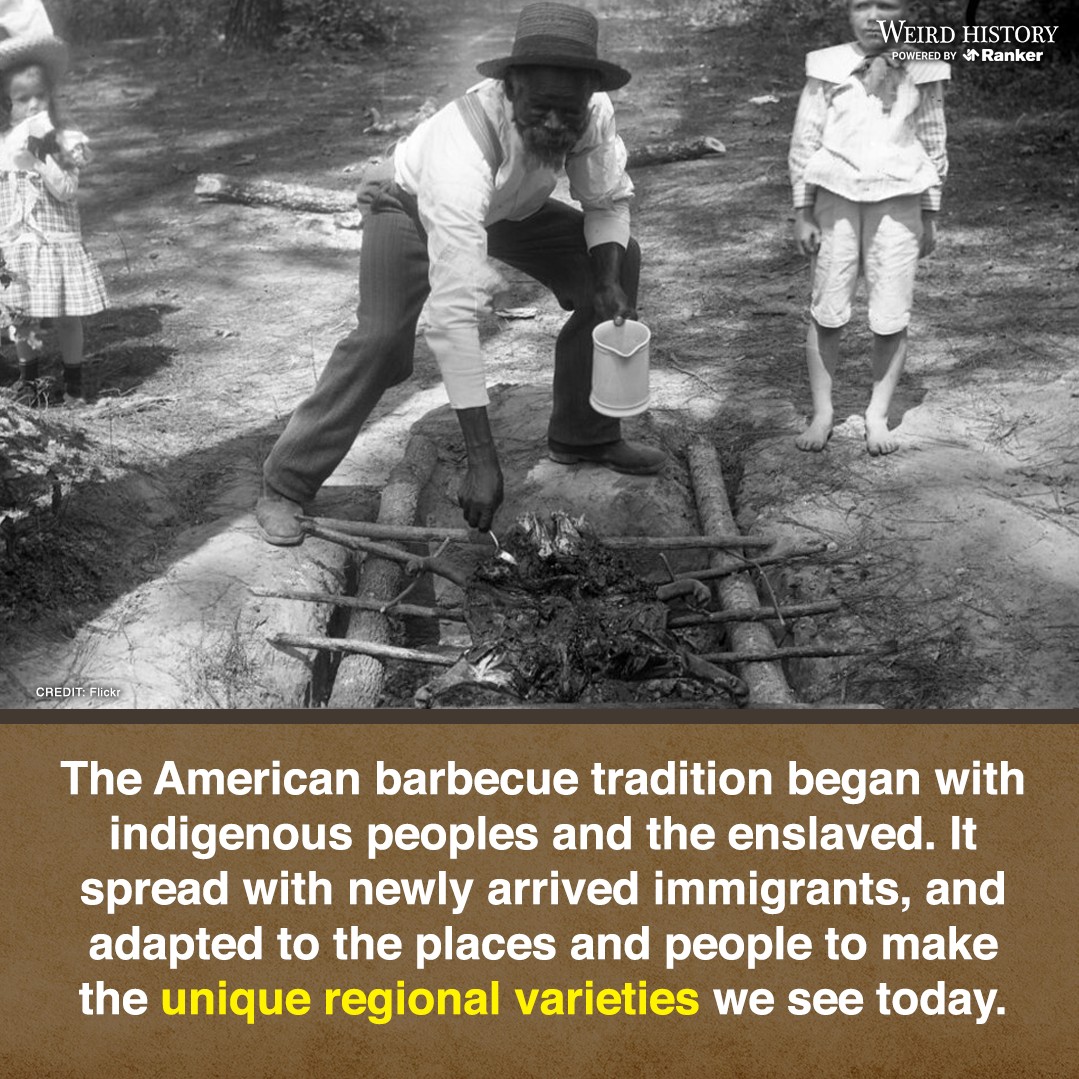 WEIRD HISTORY
POWERED BY Ranker
CREDIT: Flickr
The American barbecue tradition began with
indigenous peoples and the enslaved. It
spread with newly arrived immigrants, and
adapted to the places and people to make
the unique regional varieties we see today.